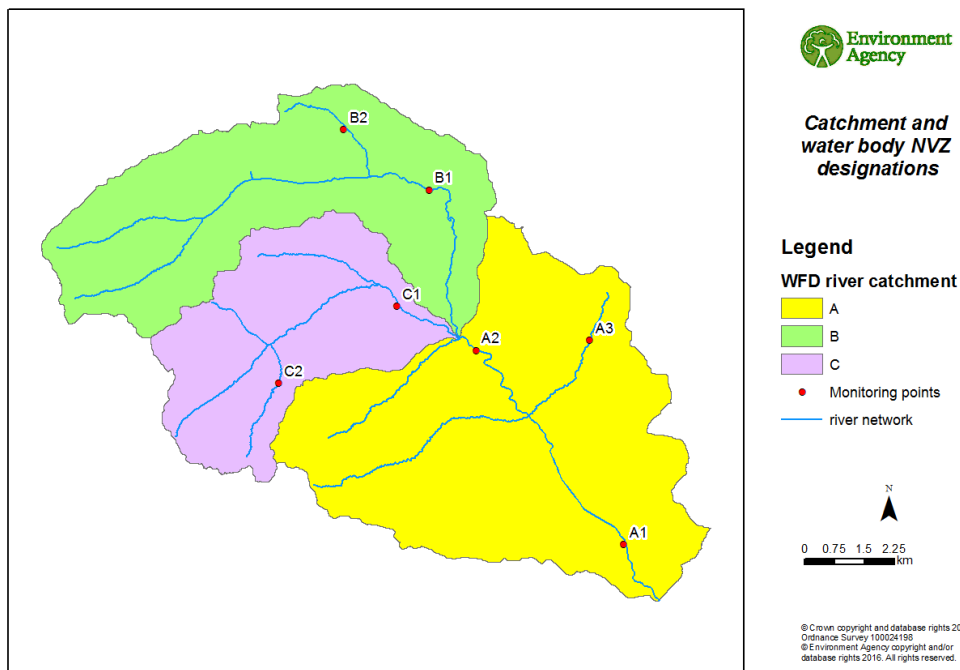 Environment
Agency
Catchment and
water body NVZ
designations
Legend
WFD river catchment
A
B
C
Monitoring points
river network
B2
B1
C1
A2
A3
C2
A1
N
0 0.75 1.5 2.25
km
© Crown copyright and database rights 20
Ordnance Survey 100024198
© Environment Agency copyright and/or
database rights 2016. All rights reserved.